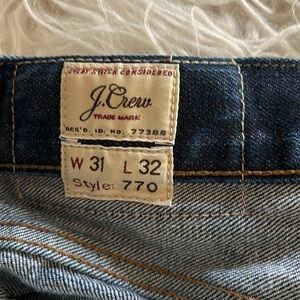 EVERY STITCH CONSIDERED
J.Crew
TRADE MARK
REG'D. ID. NO. 77388
W 31 L 32
Style: 770